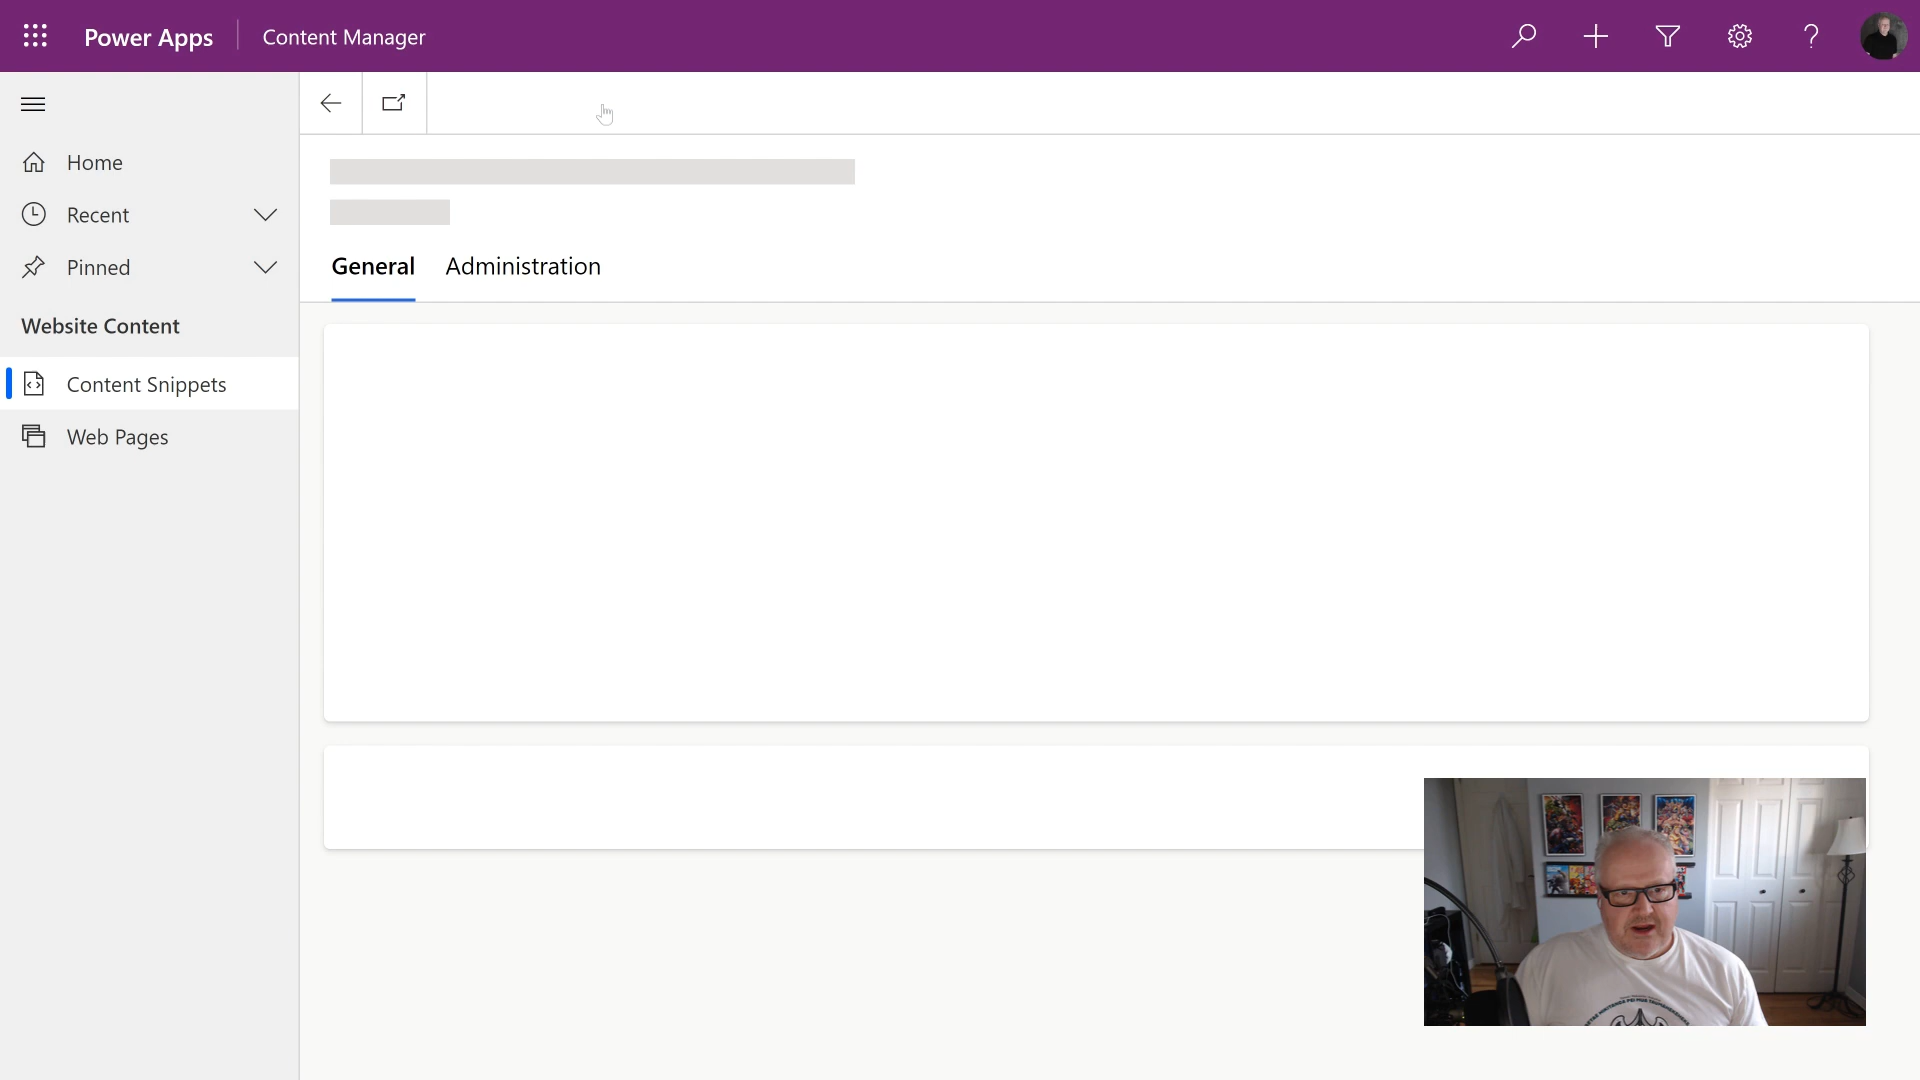 Power Apps
Content Manager
Home
Recent
Pinned
Website Content
Content Snippets
Web Pages
General
Administration